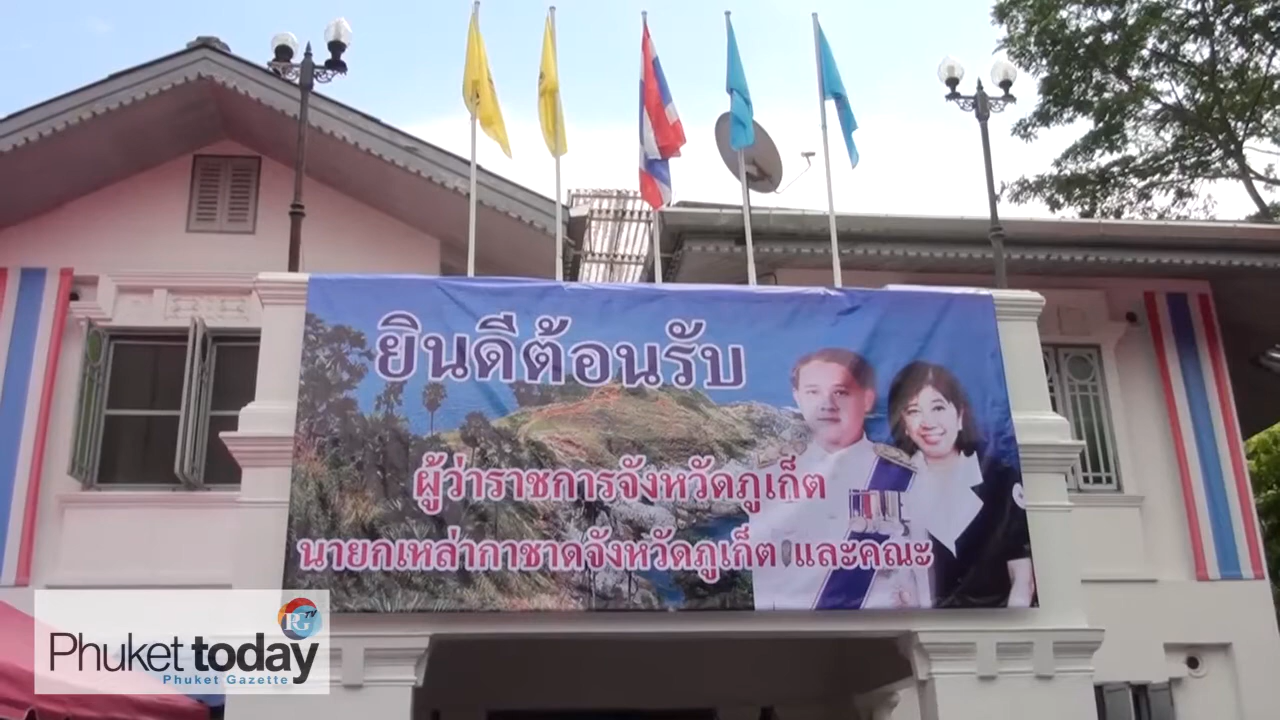 ยินดีต้อนรับ
ผู้ว่าราชการจังหวัดภูเก็ต
นายกเหล่ากาชาดจังหวัดภูเก็ต และคณะ
PGTV
Phuket today
Phuket Gazette